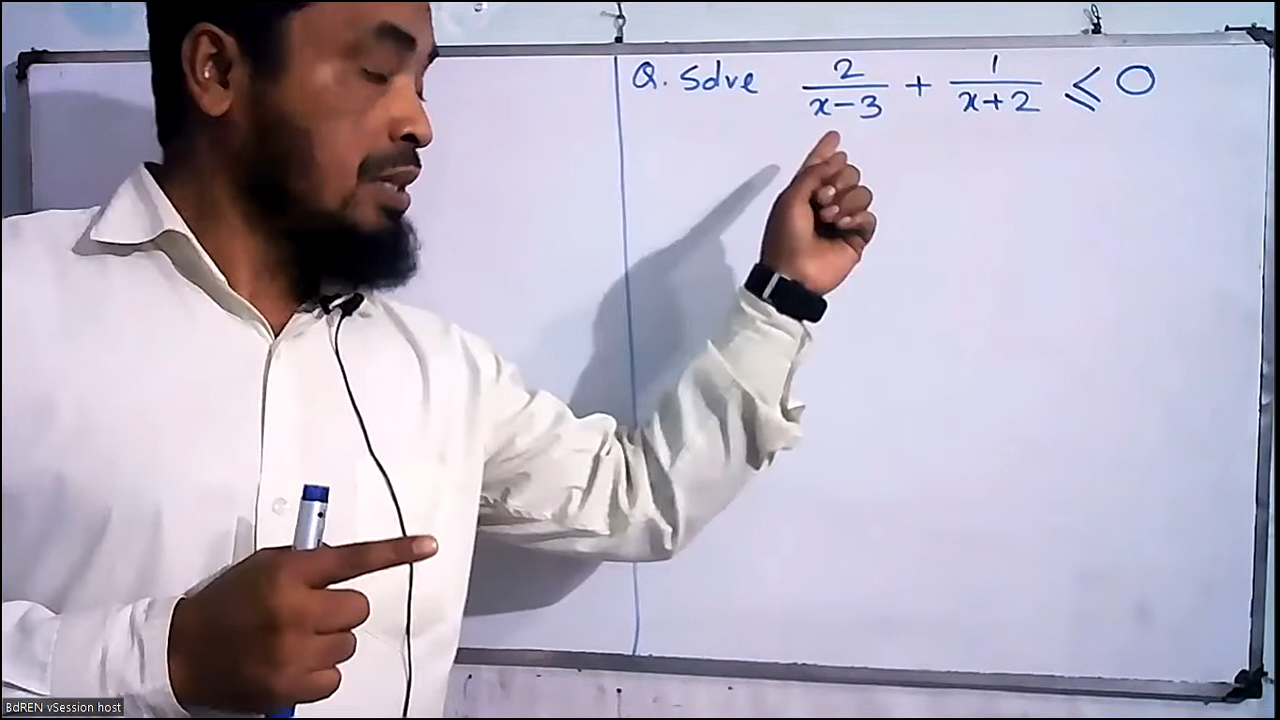 Q. Solve 2/(x-3) + 1/(x+2) ≤ 0
BdREN vSession host